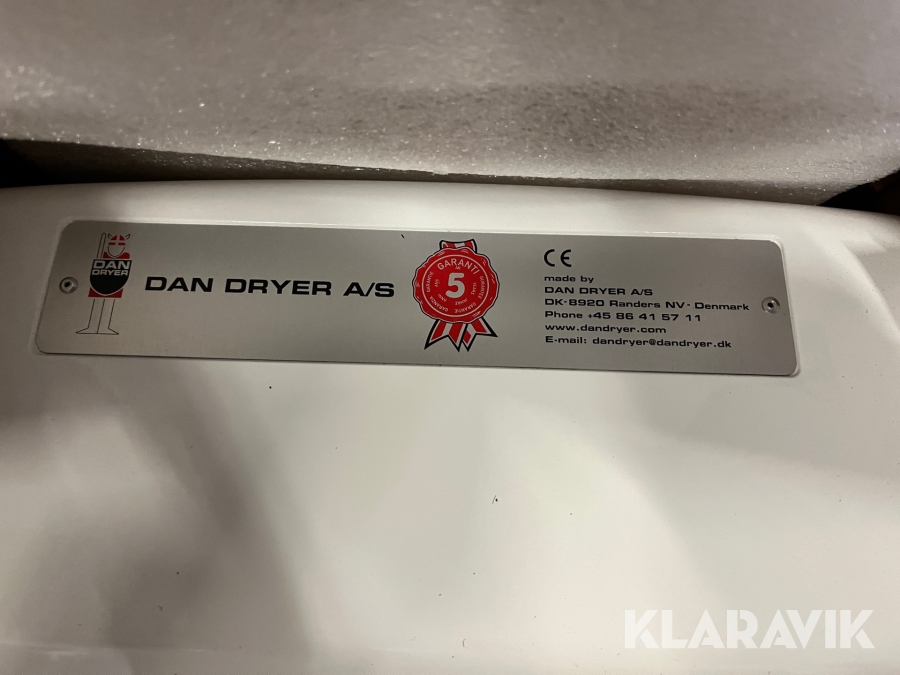 DAN
DRYER
DAN DRYER A/S
GARANTI
5
CE
made by
DAN DRYER A/S
DK-8920 Randers NV - Denmark
Phone +45 86 41 57 11
www.dandryer.com
E-mail: dandryer@dandryer.dk
KLARAVIK